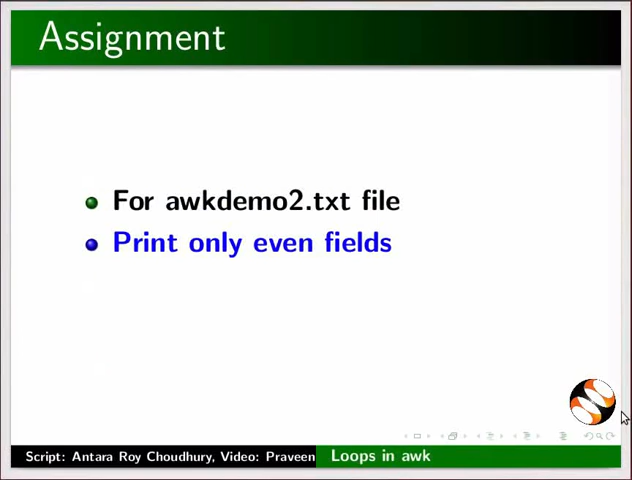 Assignment
For awkdemo2.txt file
Print only even fields
Script: Antara Roy Choudhury, Video: Praveen
Loops in awk